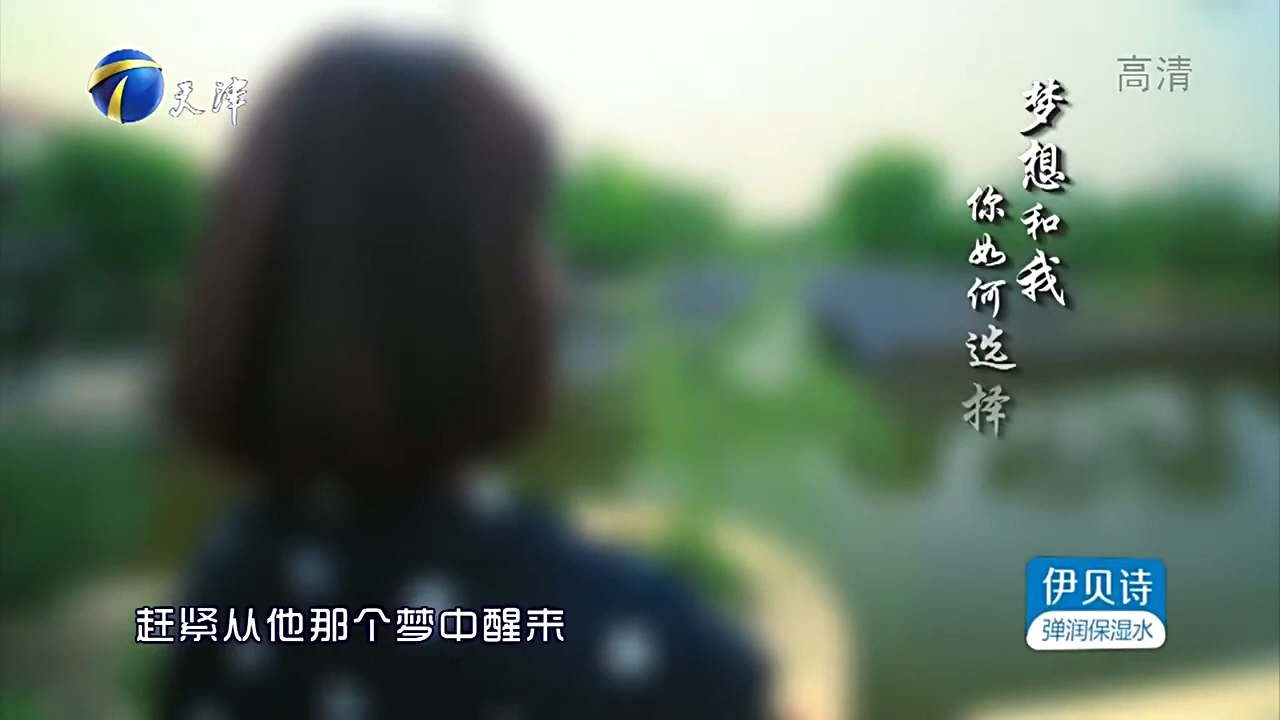 天津
高清
梦想和我
你如何选择
赶紧从他那个梦中醒来
伊贝诗
弹润保湿水